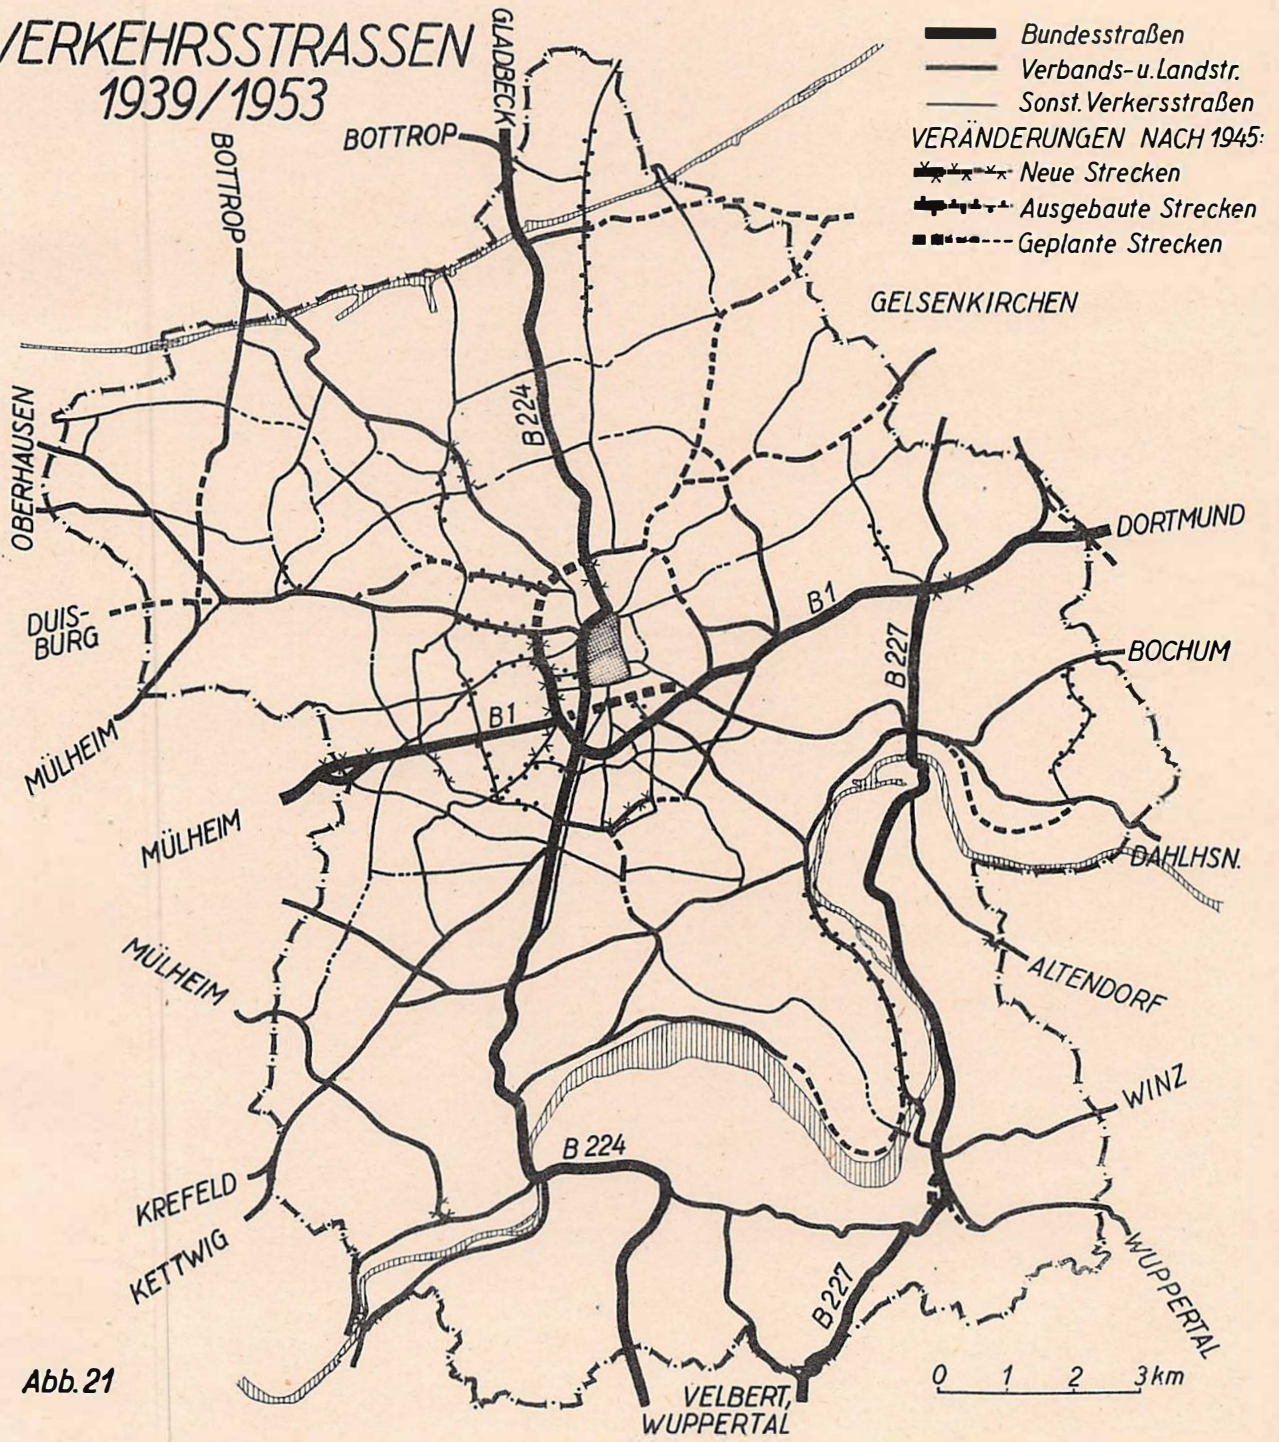 VERKEHRSSTRASSEN
1939/1953
Bundesstraßen
Verbands-u.Landstr.
Sonst.Verkersstraßen
VERÄNDERUNGEN NACH 1945:
Neue Strecken
Ausgebaute Strecken
Geplante Strecken
GLADBECK
BOTTROP
BOTTROP
GELSENKIRCHEN
OBERHAUSEN
B 224
DORTMUND
DUIS-
BURG
B1
B 227
BOCHUM
B1
MÜLHEIM
MÜLHEIM
DAHLHSN.
MÜLHEIM
ALTENDORF
WINZ
B 224
KREFELD
KETTWIG
WUPPERTAL
B 227
Abb. 21
0 1 2 3 km
VELBERT,
WUPPERTAL